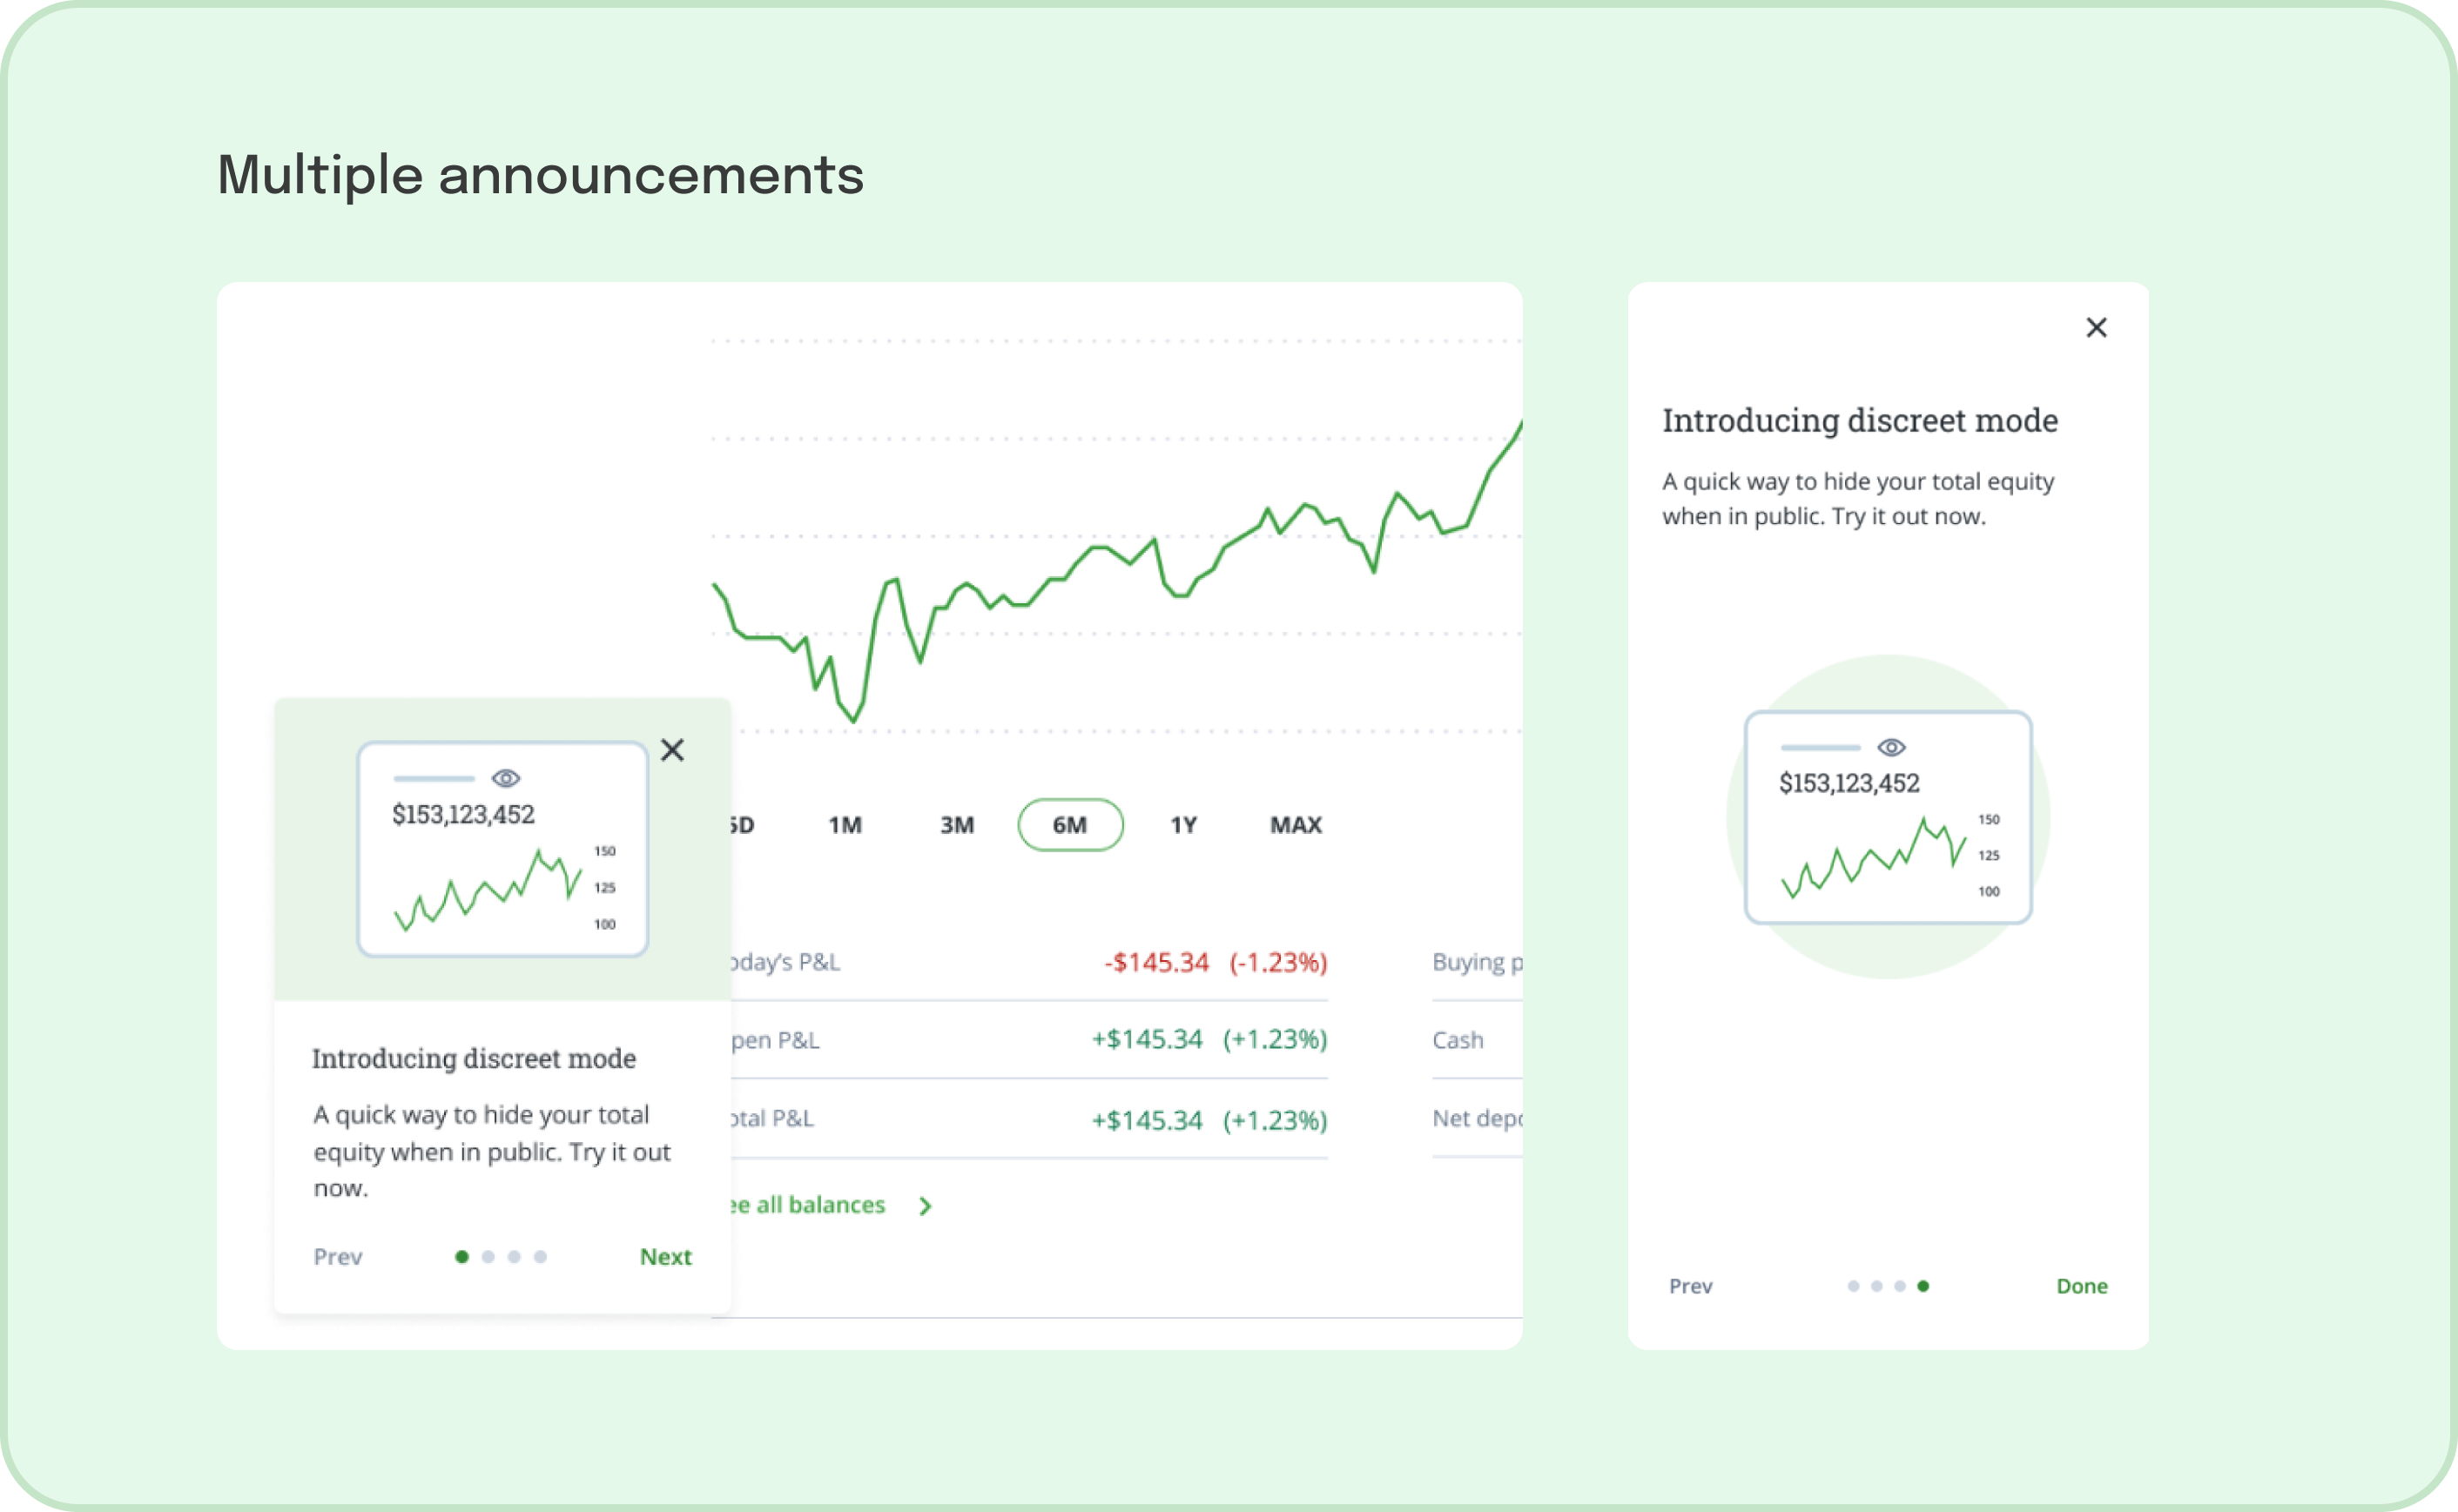 Multiple announcements
5D 1M 3M 6M 1Y MAX
oday's P&L -$145.34 (-1.23%)
pen P&L +$145.34 (+1.23%)
otal P&L +$145.34 (+1.23%)
ee all balances
Buying p
Cash
Net depo
$153,123,452
150
125
100
Introducing discreet mode
A quick way to hide your total
equity when in public. Try it out
now.
Prev Next
Introducing discreet mode
A quick way to hide your total equity
when in public. Try it out now.
$153,123,452
150
125
100
Prev Done